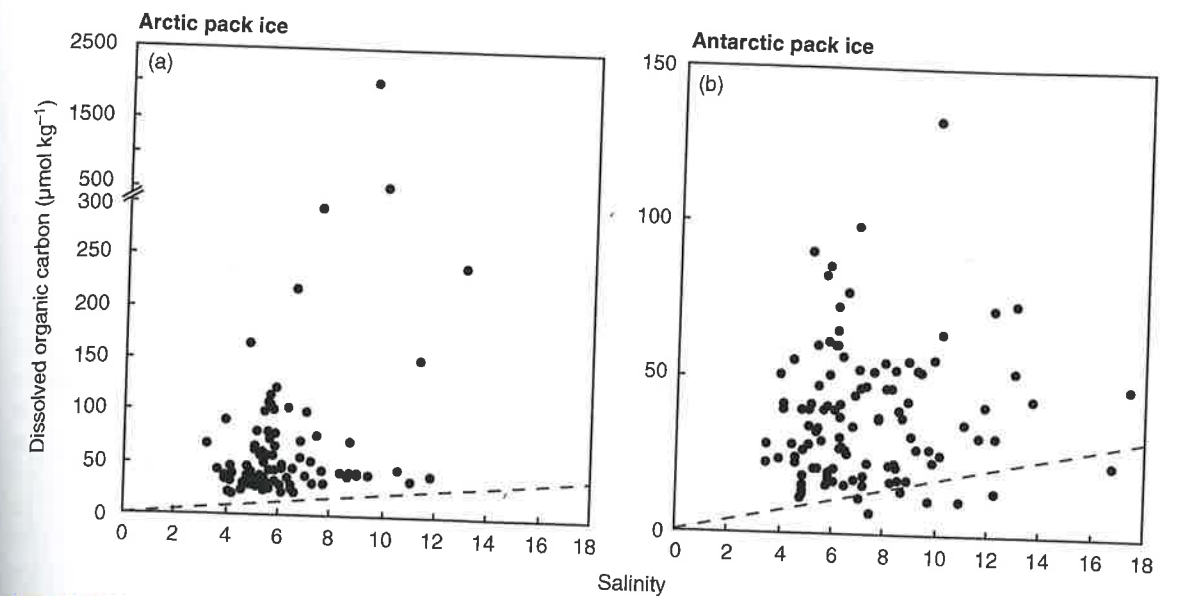 Arctic pack ice
(a)
2500
1500
500
300
250
200
150
100
50
0
0 2 4 6 8 10 12 14 16 18
Dissolved organic carbon (µmol kg⁻¹)
Antarctic pack ice
(b)
150
100
50
0
0 2 4 6 8 10 12 14 16 18
Salinity